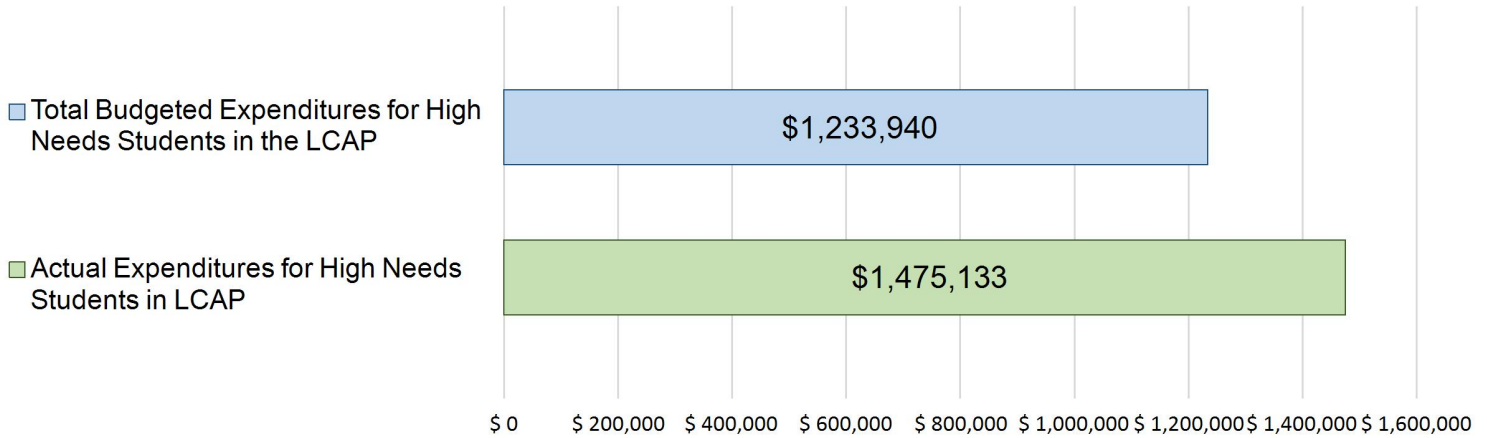 Total Budgeted Expenditures for High
Needs Students in the LCAP
$1,233,940
Actual Expenditures for High Needs
Students in LCAP
$1,475,133
$ 0 $ 200,000 $ 400,000 $ 600,000 $ 800,000 $ 1,000,000 $ 1,200,000 $ 1,400,000 $ 1,600,000